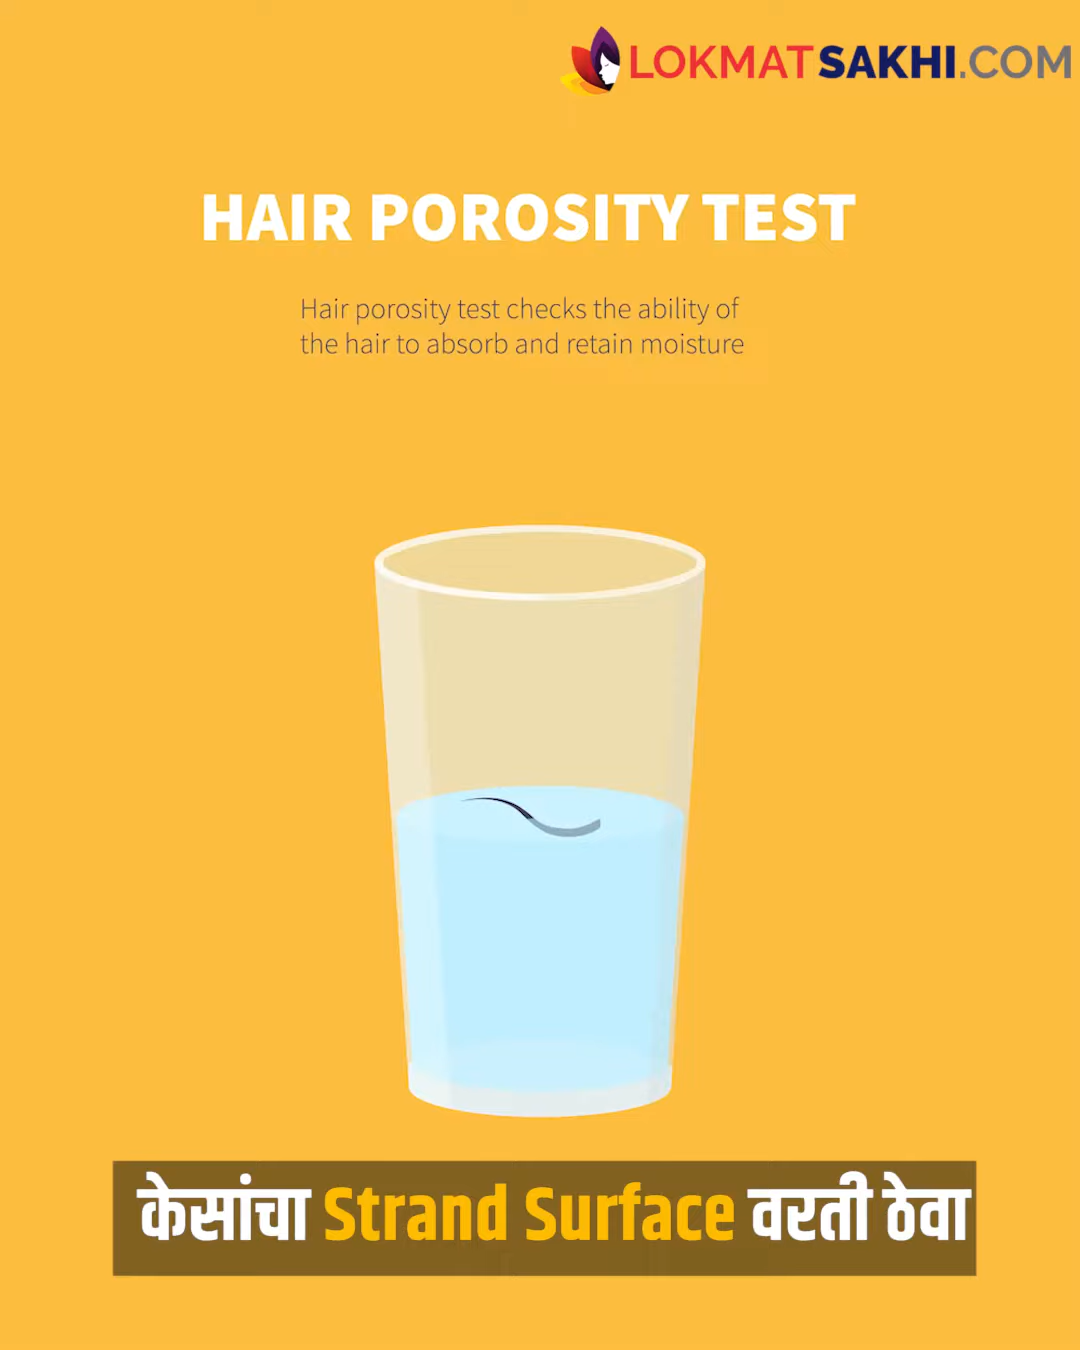 LOKMATSAKHI.COM
HAIR POROSITY TEST
Hair porosity test checks the ability of
the hair to absorb and retain moisture
केसांचा Strand Surface वरती ठेवा